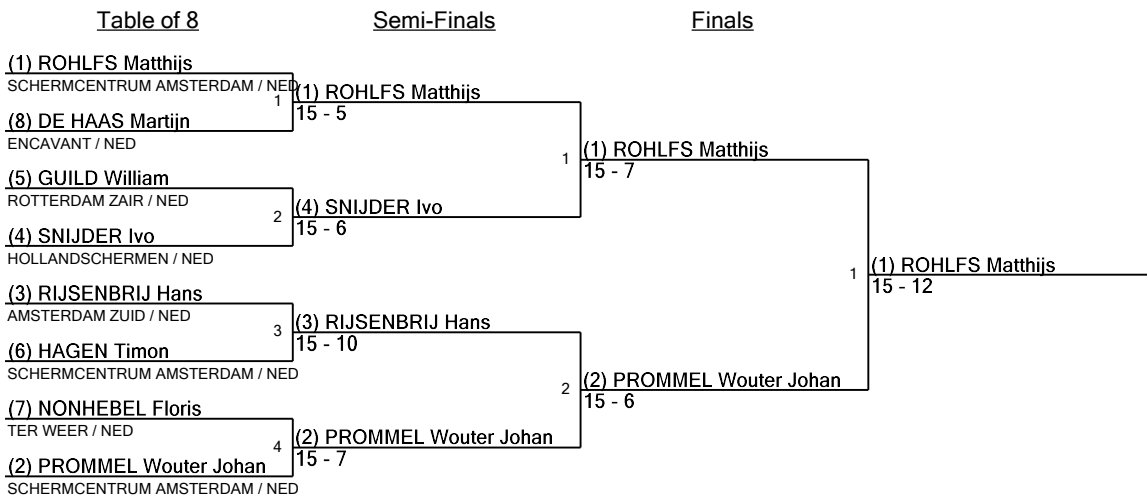 Table of 8 Semi-Finals Finals
(1) ROHLFS Matthijs
SCHERMCENTRUM AMSTERDAM / NED
1 (1) ROHLFS Matthijs
15 - 5
(8) DE HAAS Martijn
ENCAVANT / NED
1 (1) ROHLFS Matthijs
15 - 7
(5) GUILD William
ROTTERDAM ZAIR / NED
2 (4) SNIJDER Ivo
15 - 6
(4) SNIJDER Ivo
HOLLANDSCHERMEN / NED
1 (1) ROHLFS Matthijs
15 - 12
(3) RIJSENBRIJ Hans
AMSTERDAM ZUID / NED
3 (3) RIJSENBRIJ Hans
15 - 10
(6) HAGEN Timon
SCHERMCENTRUM AMSTERDAM / NED
2 (2) PROMMEL Wouter Johan
15 - 6
(7) NONHEBEL Floris
TER WEER / NED
4 (2) PROMMEL Wouter Johan
15 - 7
(2) PROMMEL Wouter Johan
SCHERMCENTRUM AMSTERDAM / NED